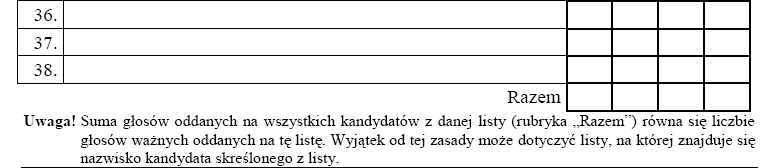 36.
37.
38.
Razem
Uwaga! Suma głosów oddanych na wszystkich kandydatów z danej listy (rubryka „Razem”) równa się liczbie
głosów ważnych oddanych na tę listę. Wyjątek od tej zasady może dotyczyć listy, na której znajduje się
nazwisko kandydata skreślonego z listy.